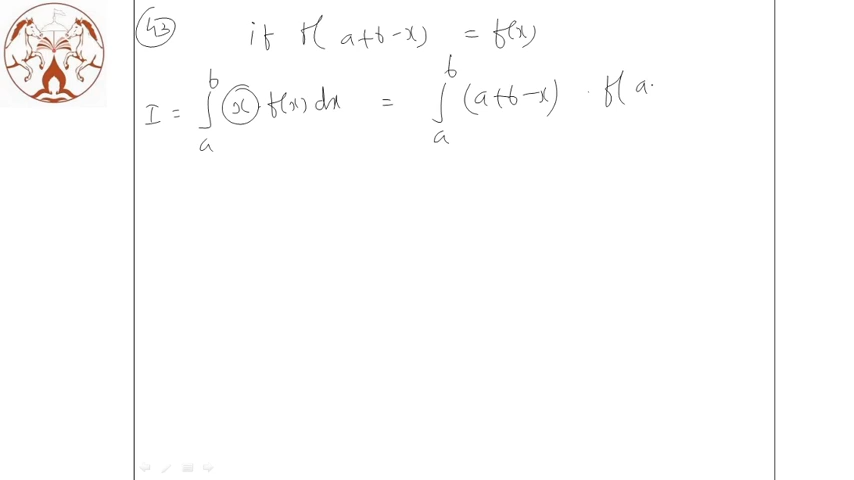 43 if f(a+b-x) = f(x)
I = ∫_a^b x · f(x) dx = ∫_a^b (a+b-x) · f(a